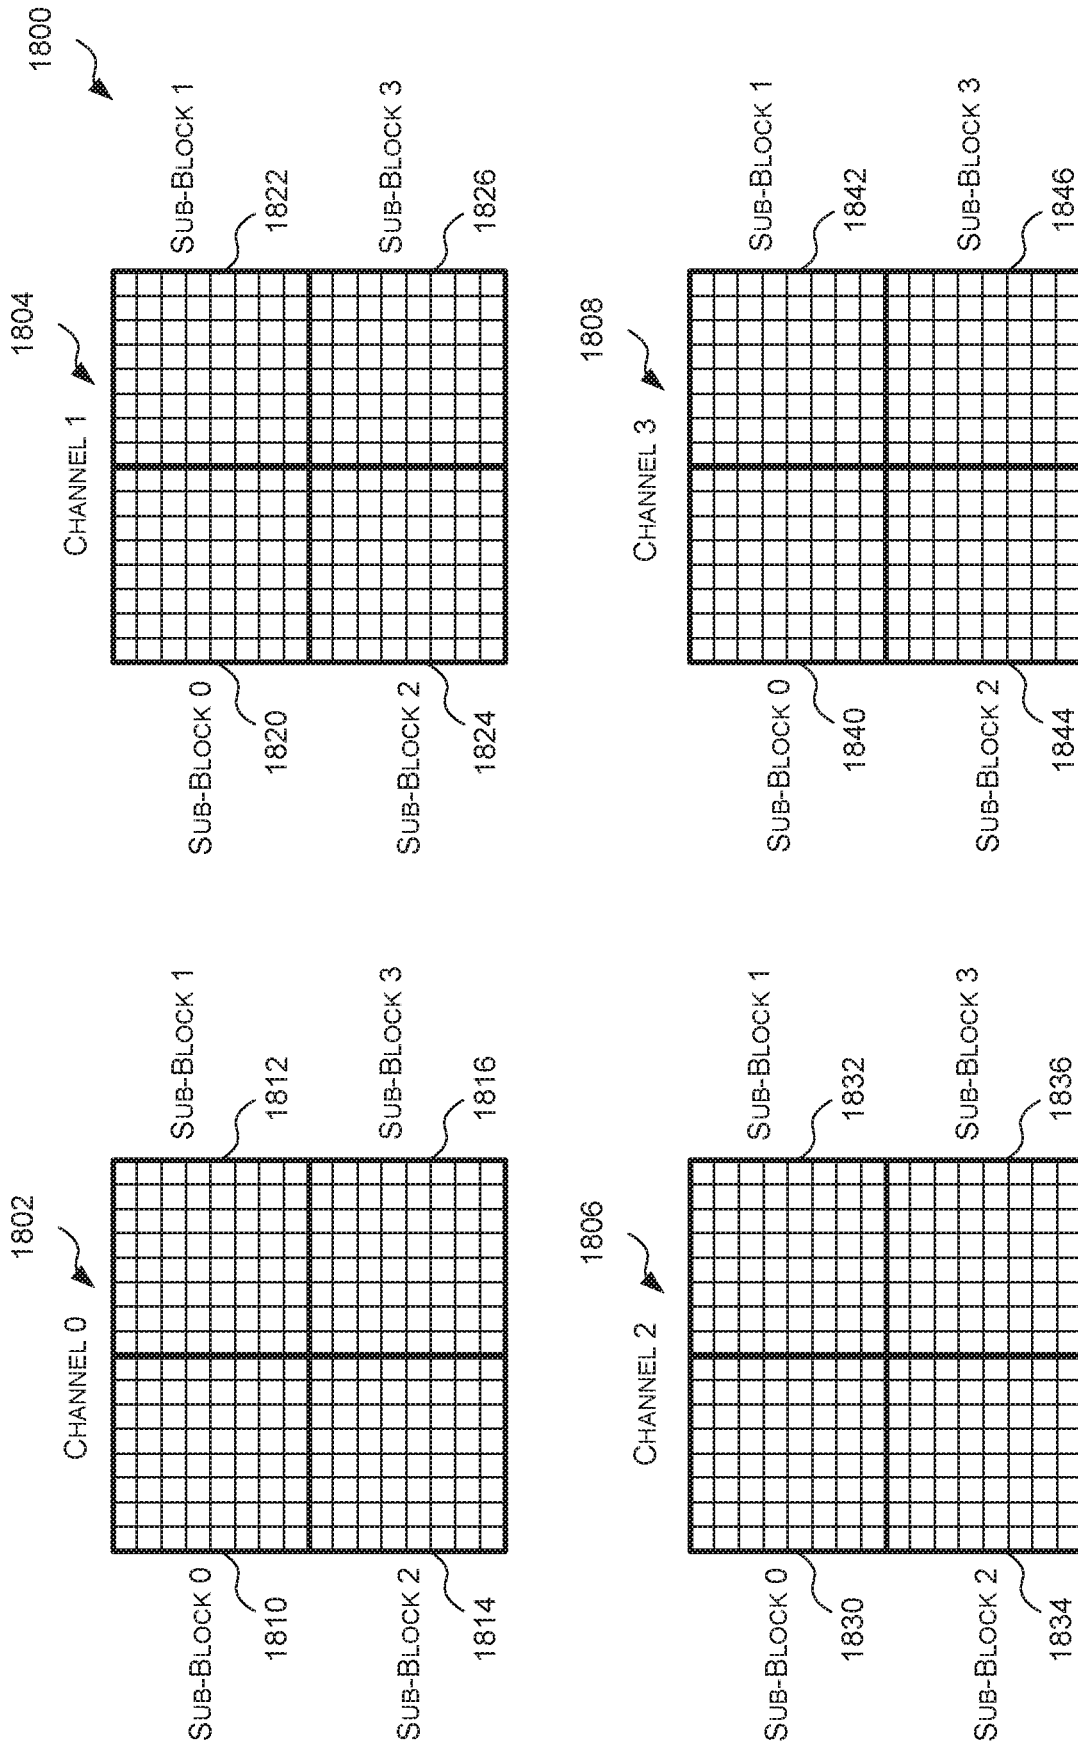 1800
1802
CHANNEL 0
SUB-BLOCK 0
1810
SUB-BLOCK 1
1812
SUB-BLOCK 2
1814
SUB-BLOCK 3
1816
1804
CHANNEL 1
SUB-BLOCK 0
1820
SUB-BLOCK 1
1822
SUB-BLOCK 2
1824
SUB-BLOCK 3
1826
1806
CHANNEL 2
SUB-BLOCK 0
1830
SUB-BLOCK 1
1832
SUB-BLOCK 2
1834
SUB-BLOCK 3
1836
1808
CHANNEL 3
SUB-BLOCK 0
1840
SUB-BLOCK 1
1842
SUB-BLOCK 2
1844
SUB-BLOCK 3
1846